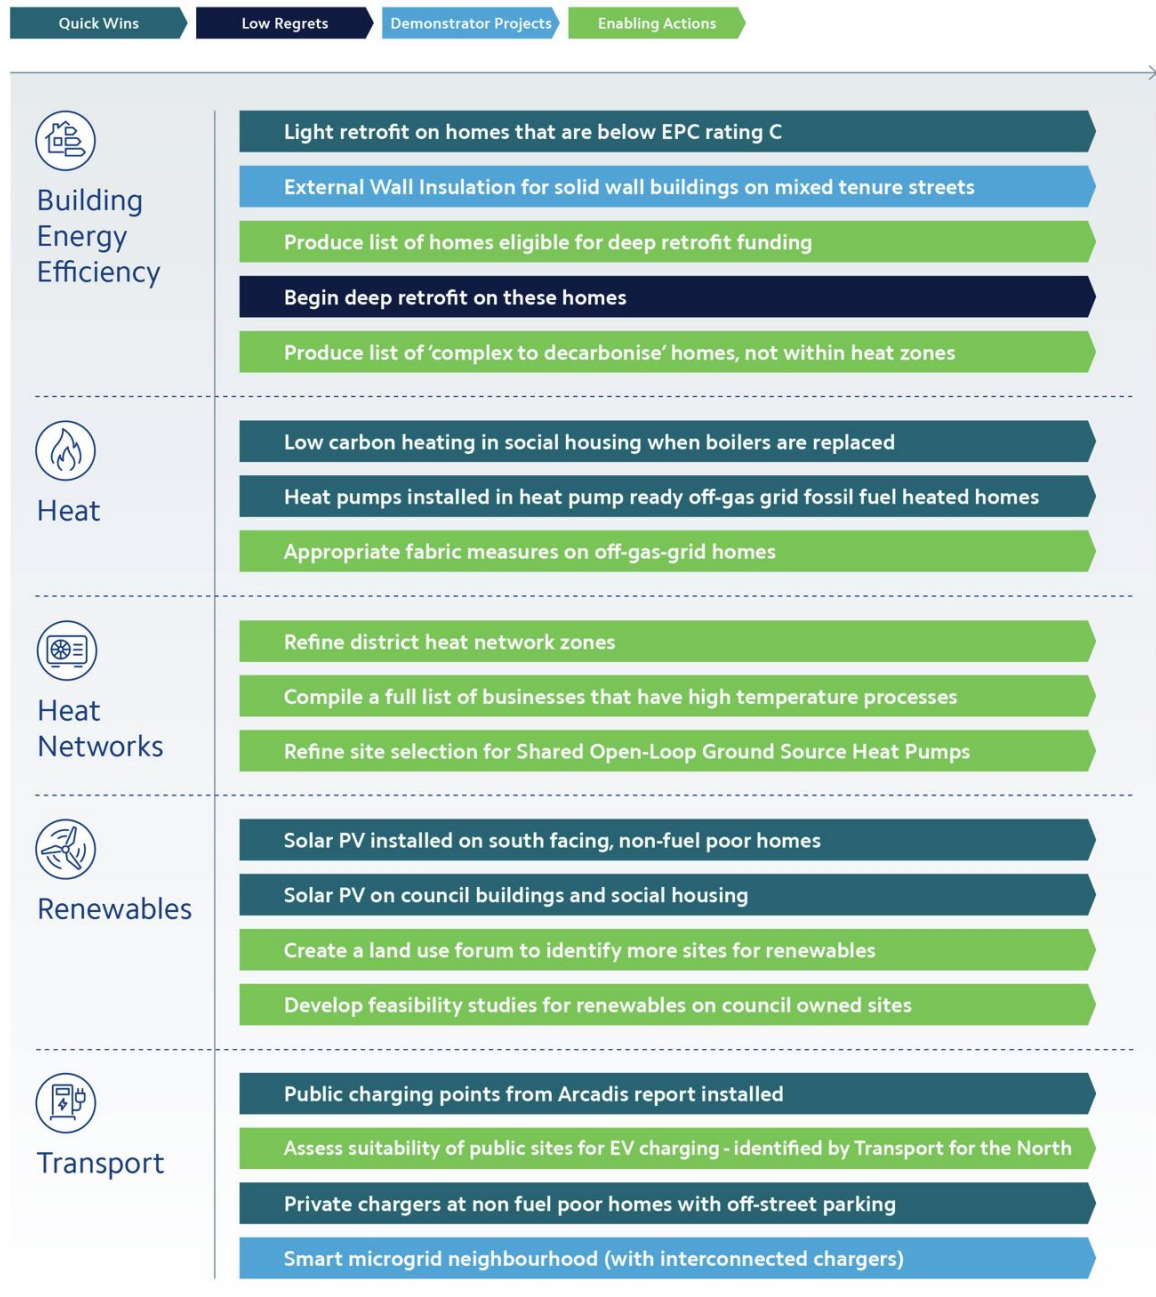 Quick Wins
Low Regrets
Demonstrator Projects
Enabling Actions
Building
Energy
Efficiency
Light retrofit on homes that are below EPC rating C
External Wall Insulation for solid wall buildings on mixed tenure streets
Produce list of homes eligible for deep retrofit funding
Begin deep retrofit on these homes
Produce list of ‘complex to decarbonise’ homes, not within heat zones
Heat
Low carbon heating in social housing when boilers are replaced
Heat pumps installed in heat pump ready off-gas grid fossil fuel heated homes
Appropriate fabric measures on off-gas-grid homes
Heat
Networks
Refine district heat network zones
Compile a full list of businesses that have high temperature processes
Refine site selection for Shared Open-Loop Ground Source Heat Pumps
Renewables
Solar PV installed on south facing, non-fuel poor homes
Solar PV on council buildings and social housing
Create a land use forum to identify more sites for renewables
Develop feasibility studies for renewables on council owned sites
Transport
Public charging points from Arcadis report installed
Assess suitability of public sites for EV charging - identified by Transport for the North
Private chargers at non fuel poor homes with off-street parking
Smart microgrid neighbourhood (with interconnected chargers)